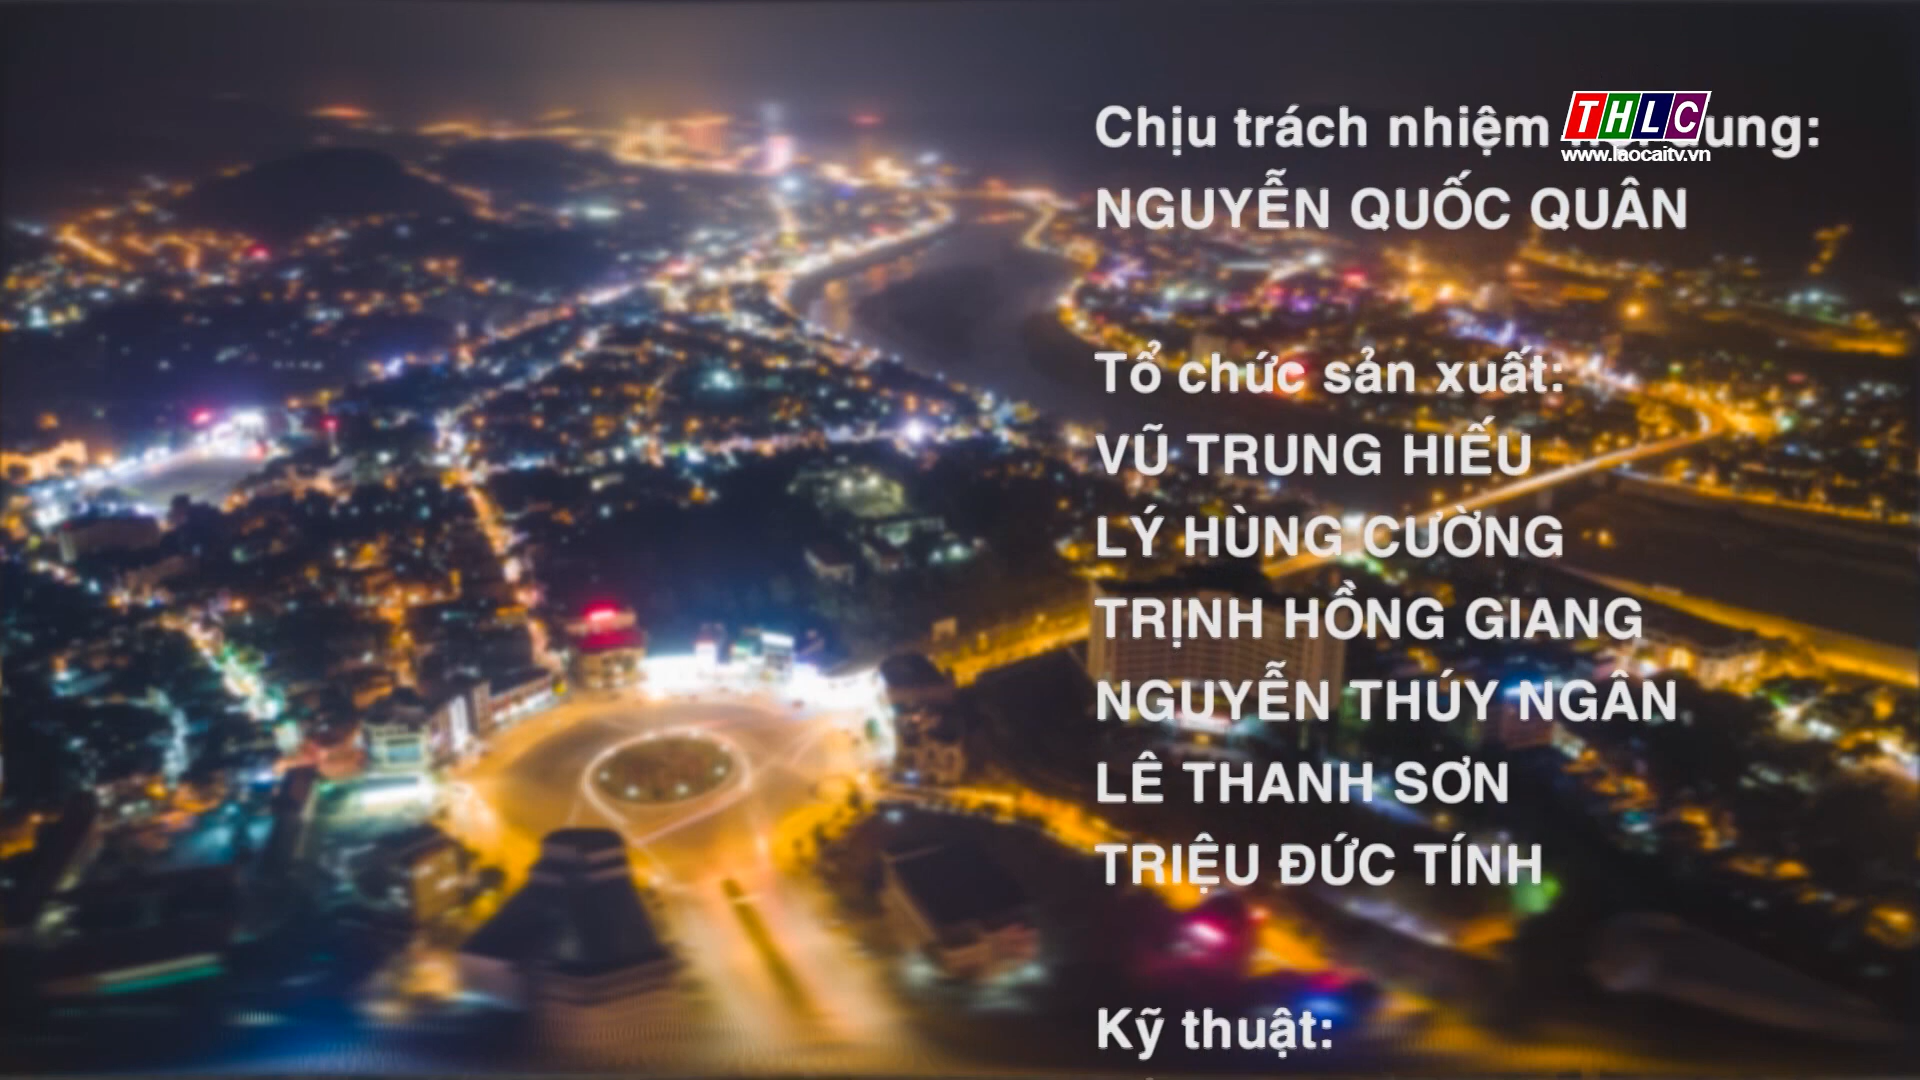 Chịu trách nhiệm dung:
THLC
www.laocaitv.vn
NGUYỄN QUỐC QUÂN
Tổ chức sản xuất:
VŨ TRUNG HIẾU
LÝ HÙNG CƯỜNG
TRỊNH HỒNG GIANG
NGUYỄN THÚY NGÂN
LÊ THANH SƠN
TRIỆU ĐỨC TÍNH
Kỹ thuật: